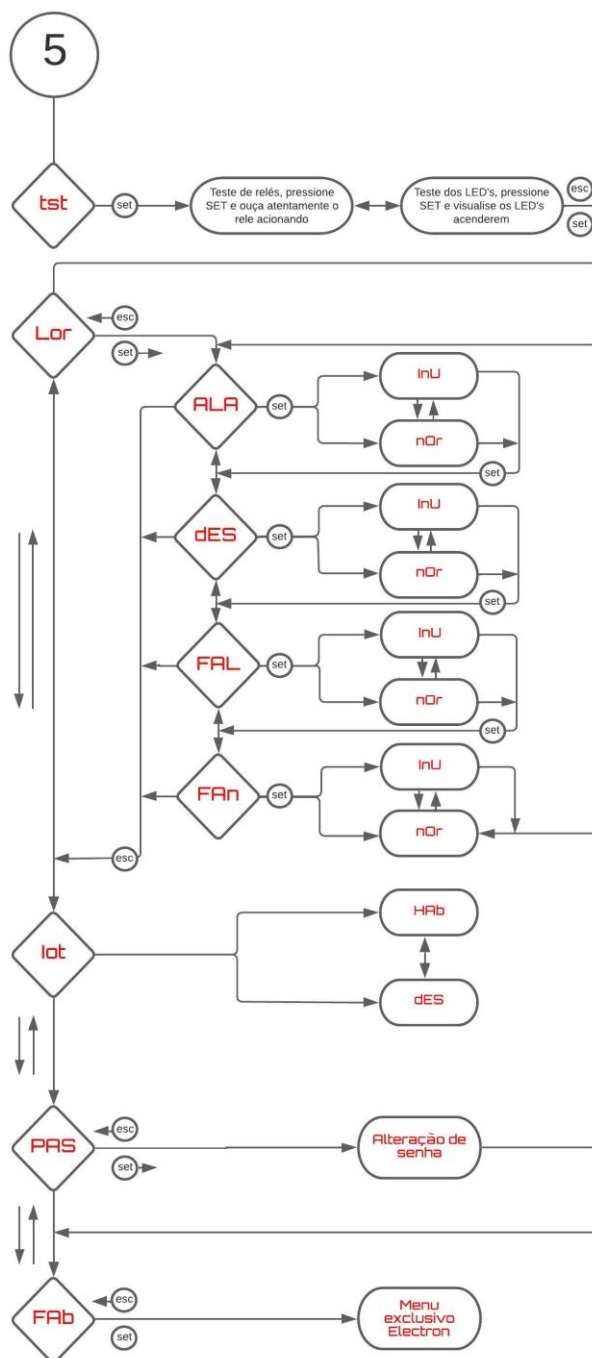 5
tst
set
Teste de relés, pressione
SET e ouça atentamente o
rele acionando
Teste dos LED's, pressione
SET e visualise os LED's
acenderem
esc
set
Lor
esc
set
ALA
set
InU
nOr
set
dES
set
InU
nOr
set
FAL
set
InU
nOr
set
FAn
set
InU
nOr
esc
Iot
HAb
dES
PAS
esc
set
Alteração de
senha
FAb
esc
set
Menu
exclusivo
Electron